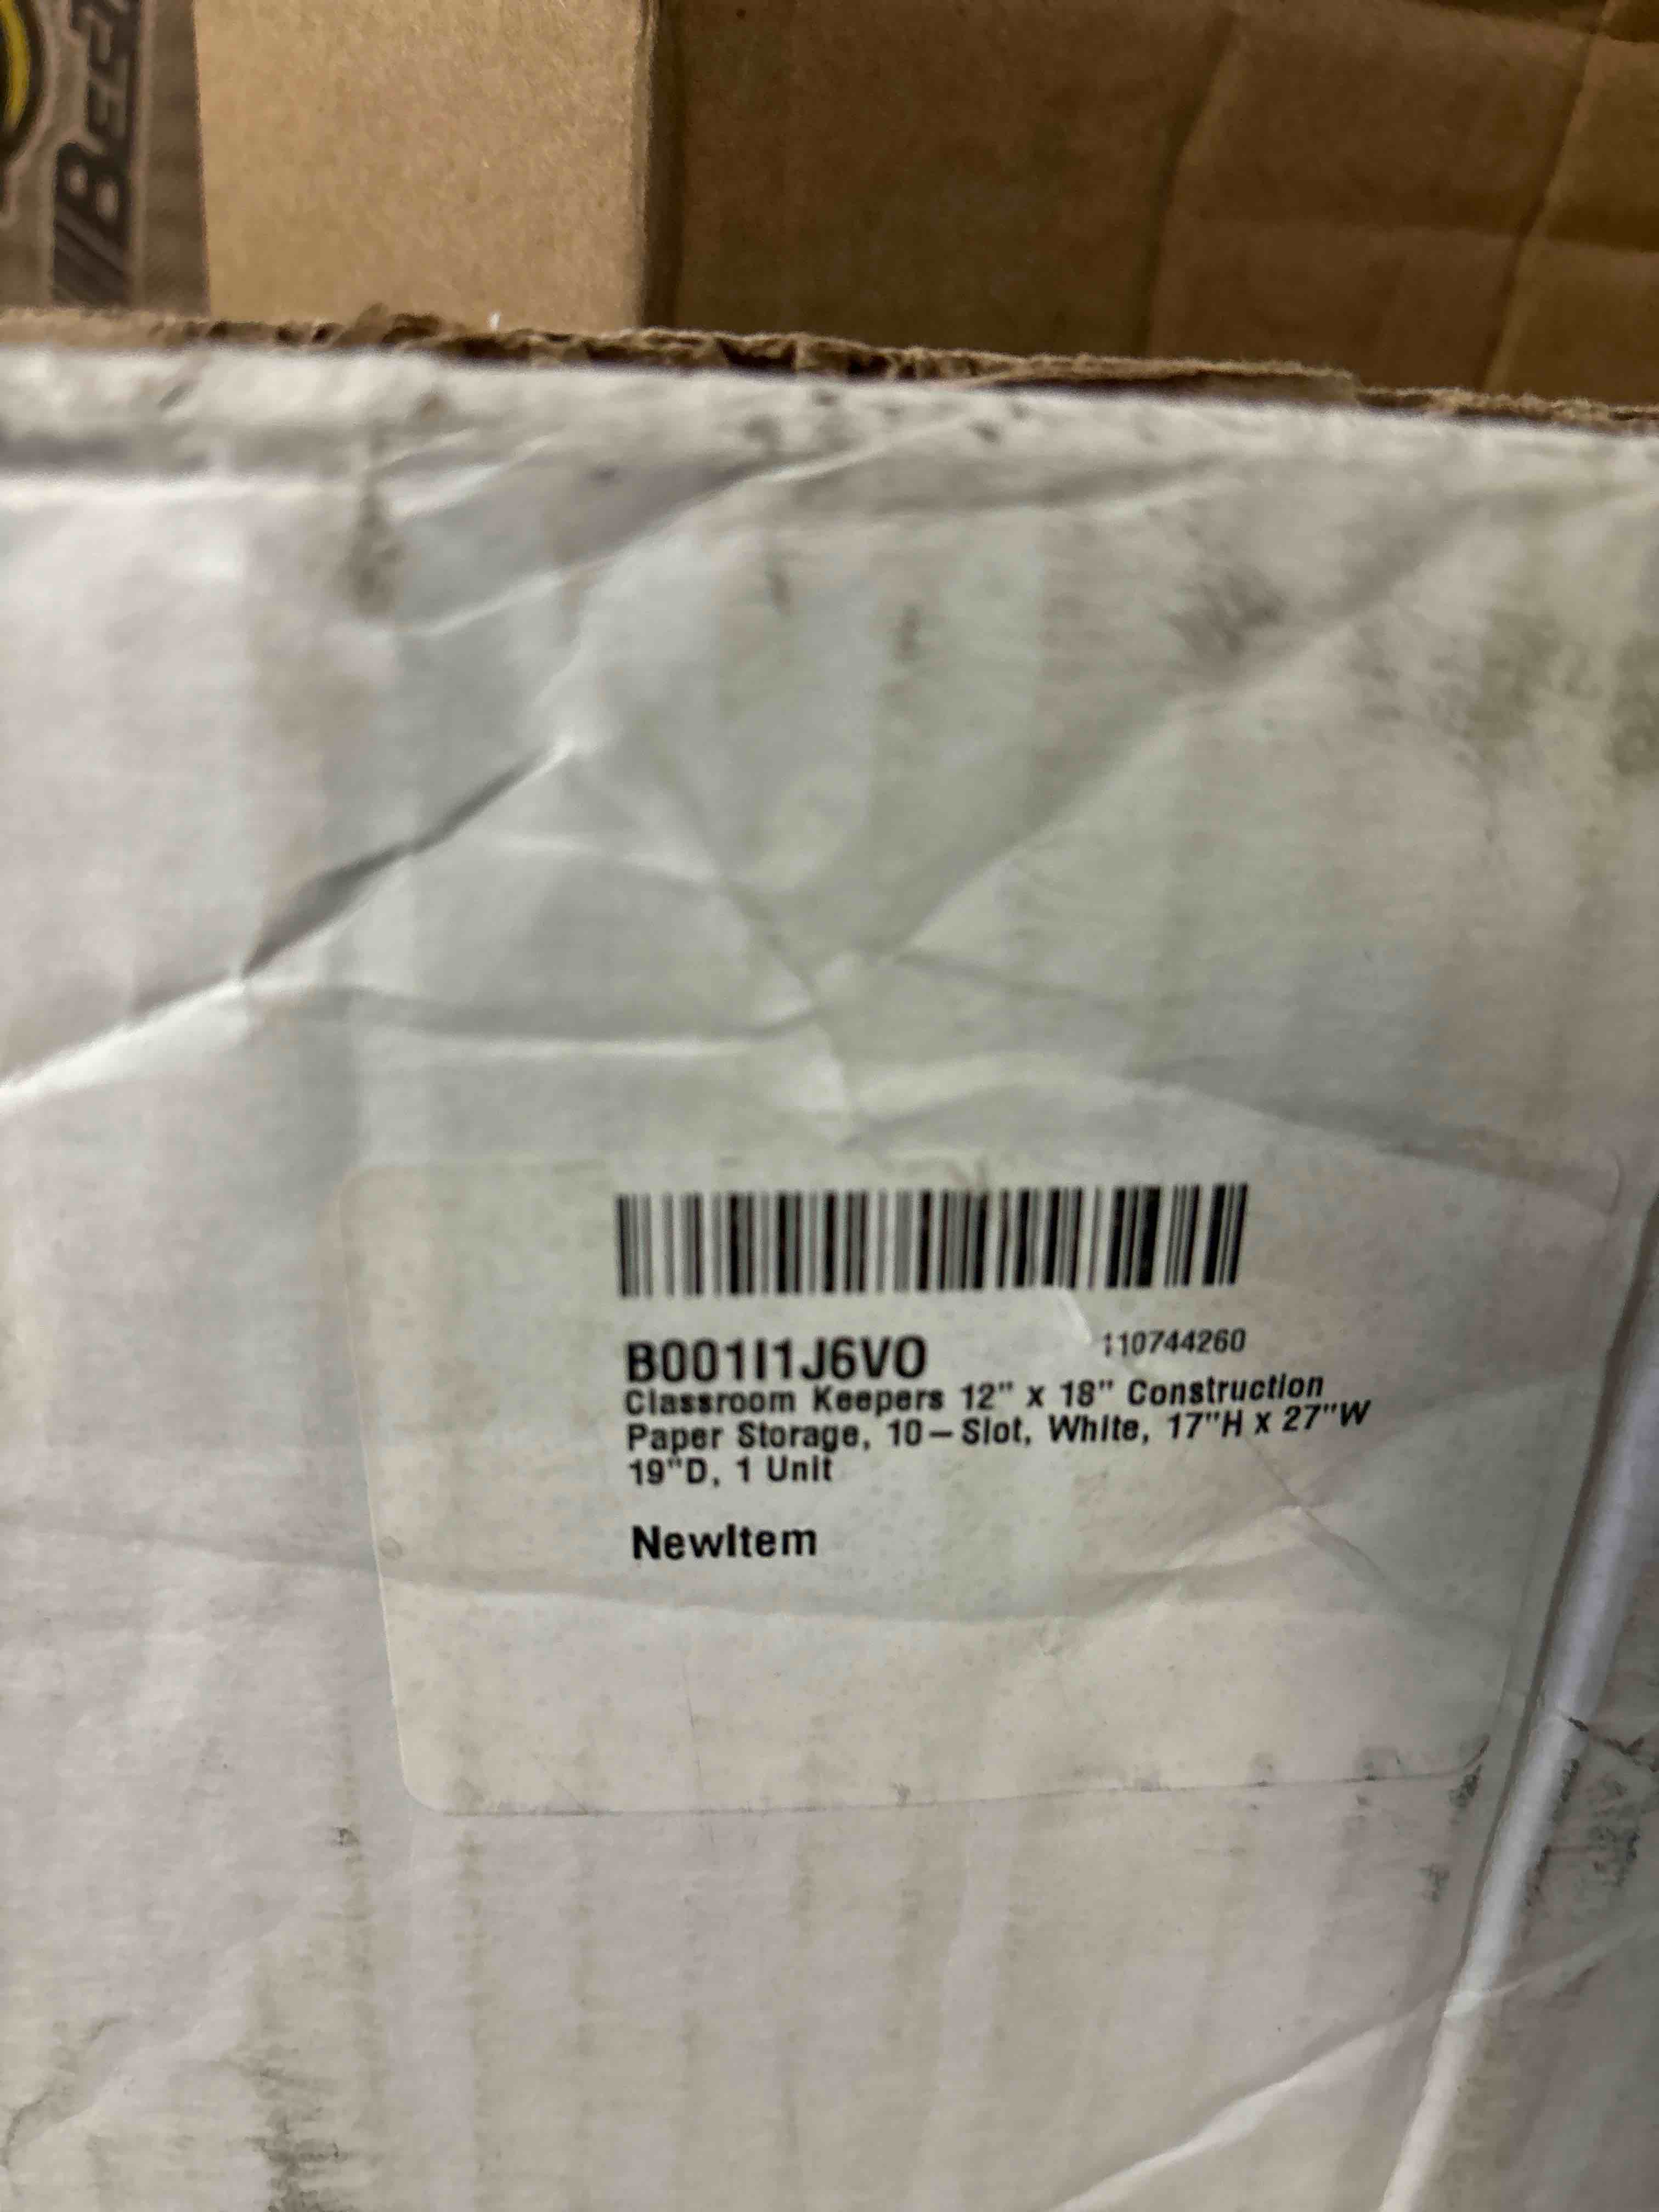 B001I1J6VO
110744260
Classroom Keepers 12" x 18" Construction
Paper Storage, 10-Slot, White, 17"H x 27"W
19"D, 1 Unit
NewItem